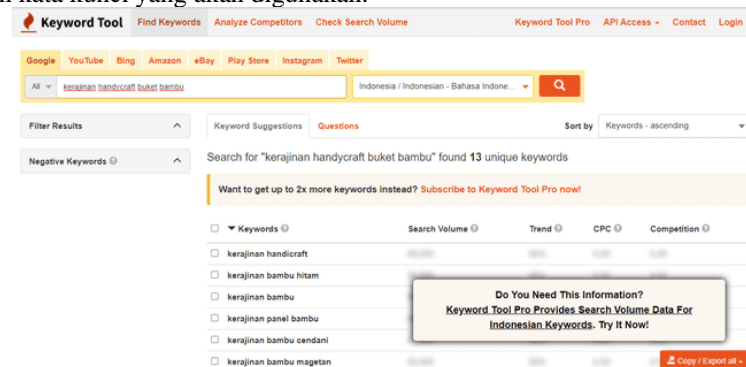 kata kunci yang akan digunakan.
Keyword Tool Find Keywords Analyze Competitors Check Search Volume Keyword Tool Pro API Access Contact Login
Google YouTube Bing Amazon eBay Play Store Instagram Twitter
All kerajinan handycraft buket bambu Indonesia / Indonesian - Bahasa Indone...
Filter Results Keyword Suggestions Questions Sort by Keywords - ascending
Negative Keywords Search for "kerajinan handycraft buket bambu" found 13 unique keywords
Want to get up to 2x more keywords instead? Subscribe to Keyword Tool Pro now!
Keywords Search Volume Trend CPC Competition
kerajinan handicraft
kerajinan bambu hitam
kerajinan bambu
kerajinan panel bambu
kerajinan bambu cendani
kerajinan bambu magetan
Do You Need This Information?
Keyword Tool Pro Provides Search Volume Data For
Indonesian Keywords. Try It Now!
Copy / Export all